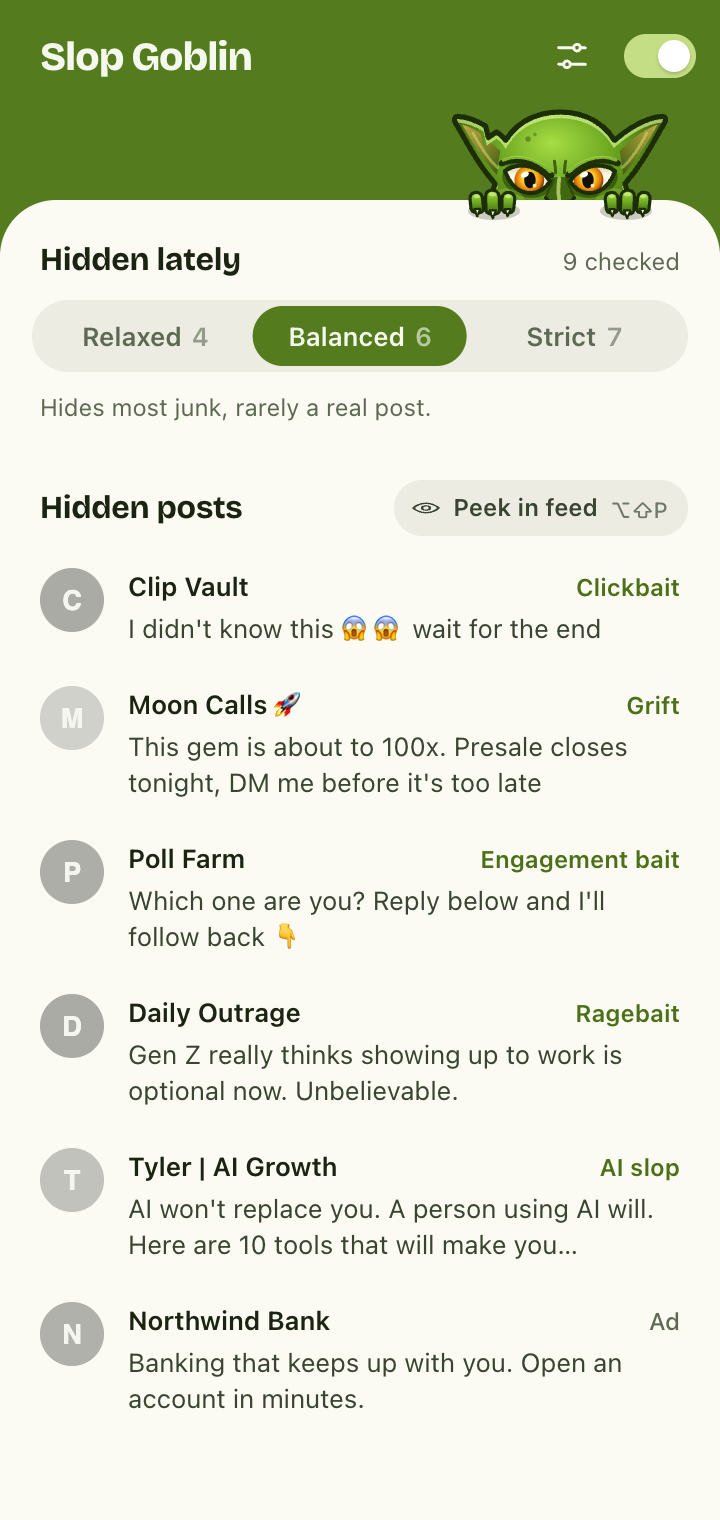 Slop Goblin
Hidden lately
9 checked
Relaxed 4
Balanced 6
Strict 7
Hides most junk, rarely a real post.
Hidden posts
Peek in feed ⌥⇧P
C
Clip Vault
Clickbait
I didn't know this 😱😱 wait for the end
M
Moon Calls 🚀
Grift
This gem is about to 100x. Presale closes
tonight, DM me before it's too late
P
Poll Farm
Engagement bait
Which one are you? Reply below and I'll
follow back 👇
D
Daily Outrage
Ragebait
Gen Z really thinks showing up to work is
optional now. Unbelievable.
T
Tyler | AI Growth
AI slop
AI won't replace you. A person using AI will.
Here are 10 tools that will make you...
N
Northwind Bank
Ad
Banking that keeps up with you. Open an
account in minutes.